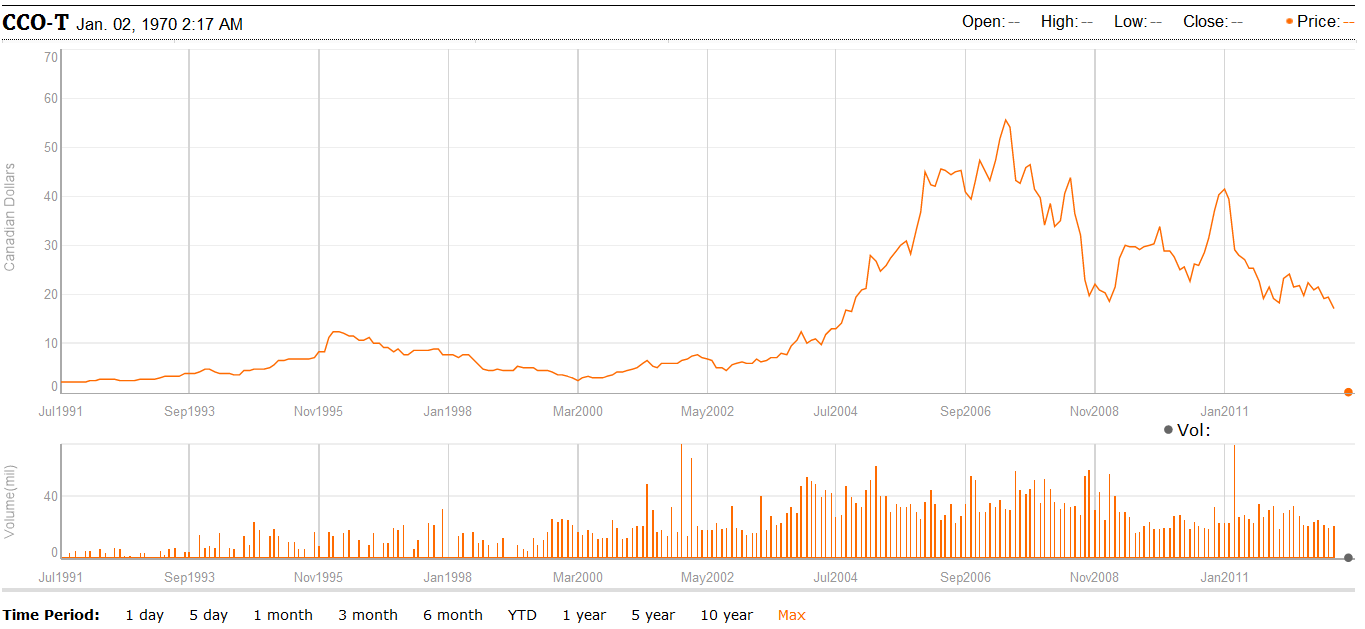 CCO-T Jan. 02, 1970 2:17 AM Open: -- High: -- Low: -- Close: -- Price: --
70
60
50
40
30
20
10
0
Canadian Dollars
Jul1991 Sep1993 Nov1995 Jan1998 Mar2000 May2002 Jul2004 Sep2006 Nov2008 Jan2011
Vol:
40
0
Volume(mil)
Jul1991 Sep1993 Nov1995 Jan1998 Mar2000 May2002 Jul2004 Sep2006 Nov2008 Jan2011
Time Period: 1 day 5 day 1 month 3 month 6 month YTD 1 year 5 year 10 year Max